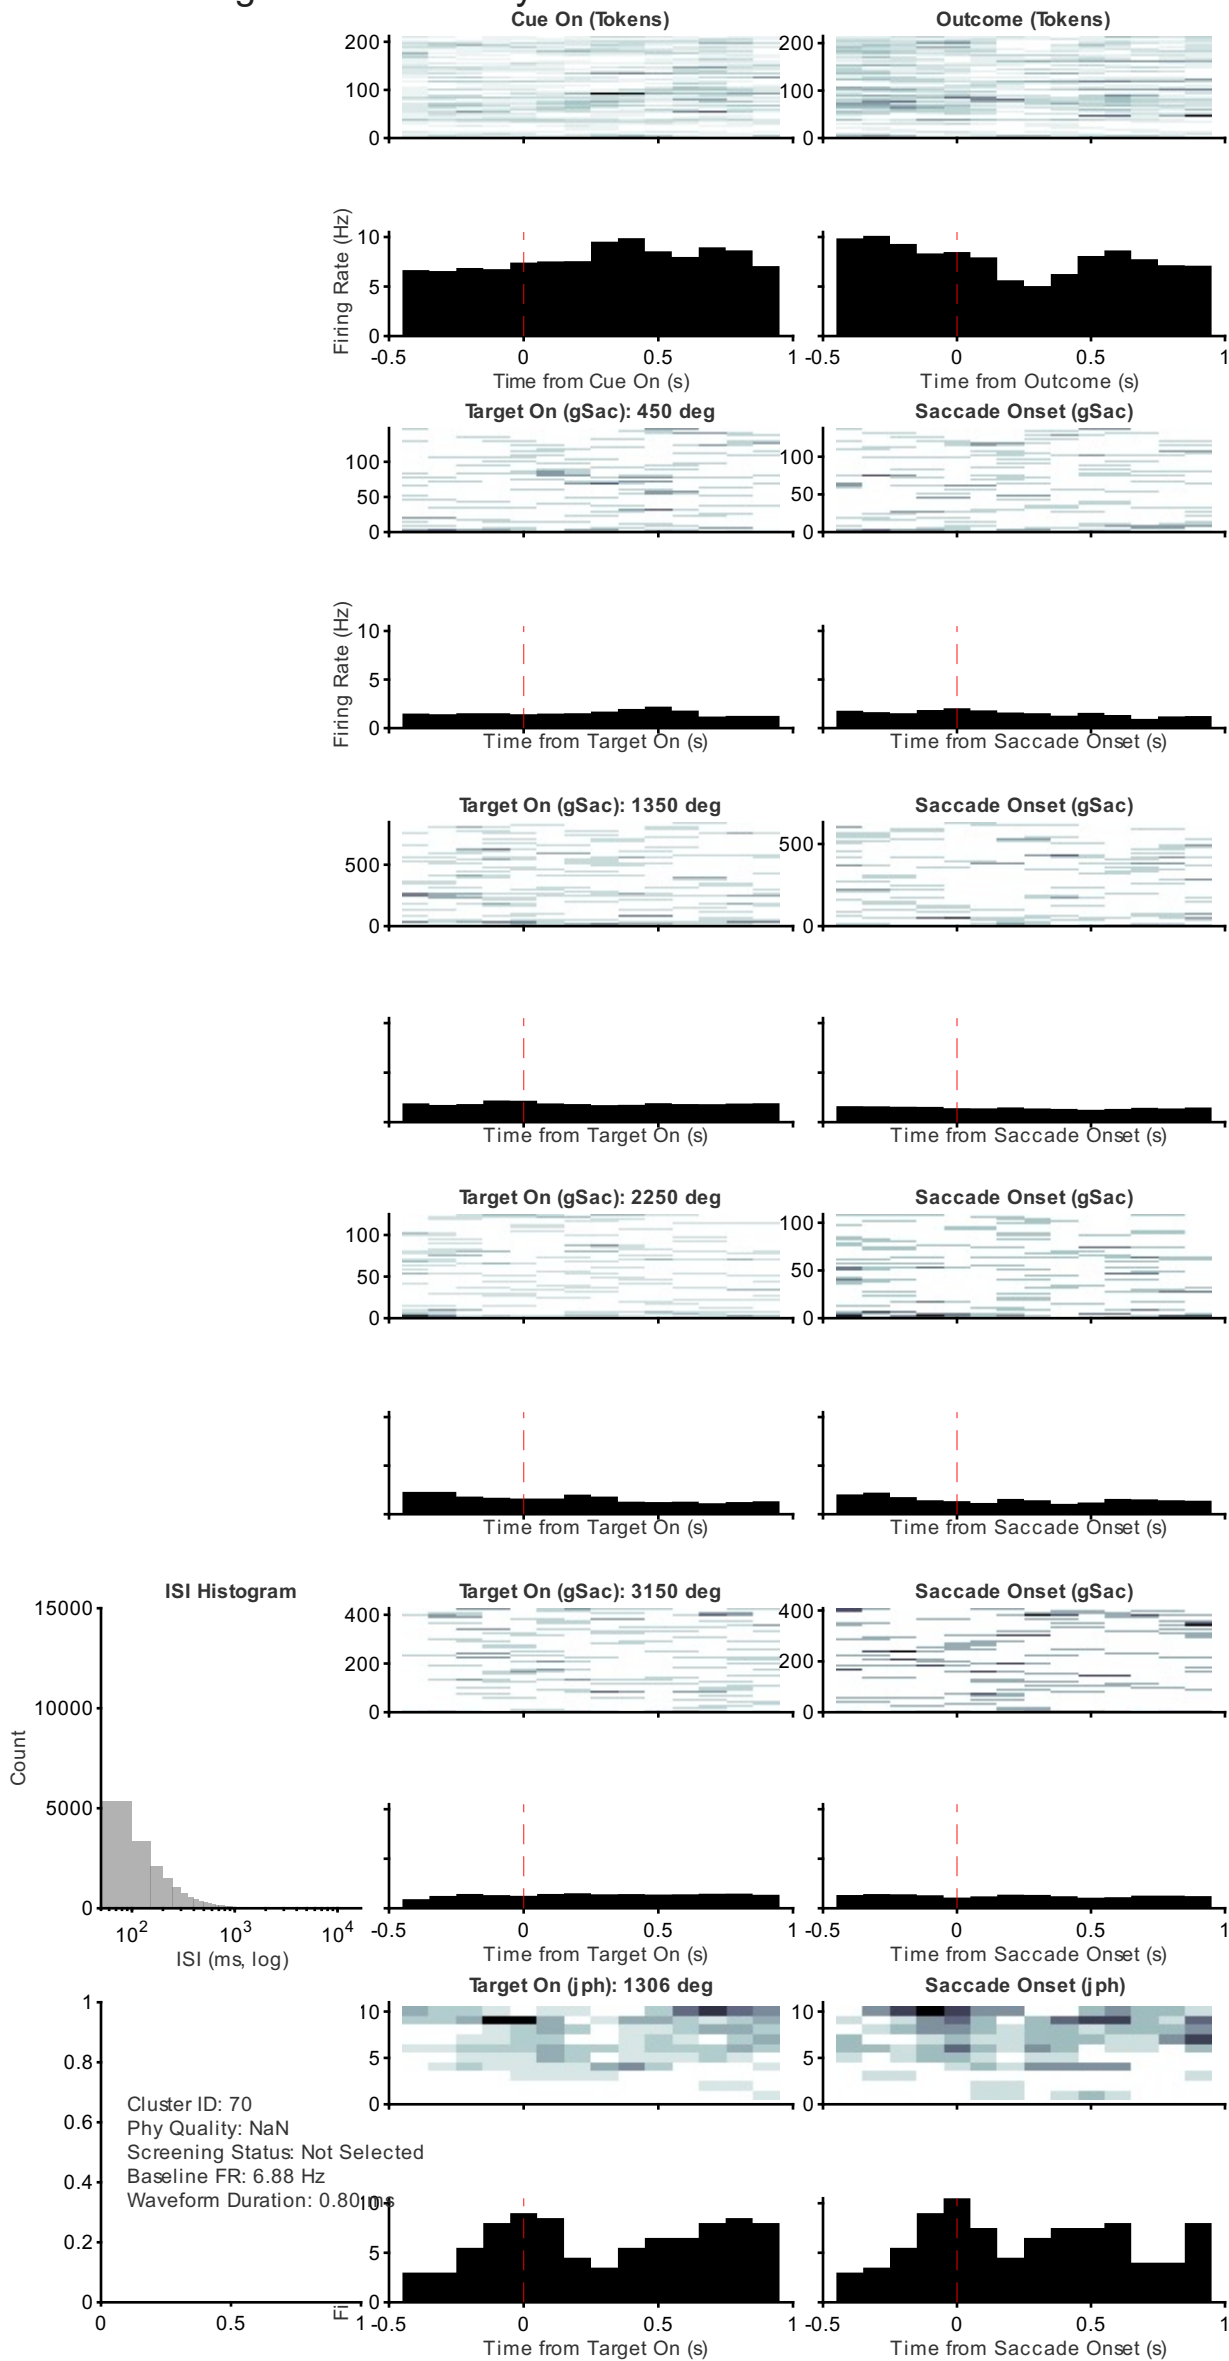 Cue On (Tokens)
Outcome (Tokens)
200
100
0
200
100
0
Firing Rate (Hz)
10
5
0
-0.5
0
0.5
1
-0.5
0
0.5
1
Time from Cue On (s)
Time from Outcome (s)
Target On (gSac): 450 deg
Saccade Onset (gSac)
100
50
0
100
50
0
Firing Rate (Hz)
10
5
0
Time from Target On (s)
Time from Saccade Onset (s)
Target On (gSac): 1350 deg
Saccade Onset (gSac)
500
0
500
0
Time from Target On (s)
Time from Saccade Onset (s)
Target On (gSac): 2250 deg
Saccade Onset (gSac)
100
50
0
100
50
0
Time from Target On (s)
Time from Saccade Onset (s)
ISI Histogram
Target On (gSac): 3150 deg
Saccade Onset (gSac)
15000
10000
5000
0
Count
10^2
10^3
10^4
ISI (ms, log)
400
200
0
400
200
0
-0.5
0
0.5
1
-0.5
0
0.5
1
Time from Target On (s)
Time from Saccade Onset (s)
Target On (jph): 1306 deg
Saccade Onset (jph)
1
0.8
0.6
0.4
0.2
0
0
0.5
1
Cluster ID: 70
Phy Quality: NaN
Screening Status: Not Selected
Baseline FR: 6.88 Hz
Waveform Duration: 0.80 ms
10
5
0
10
5
0
Fi
10
5
0
-0.5
0
0.5
1
-0.5
0
0.5
1
Time from Target On (s)
Time from Saccade Onset (s)